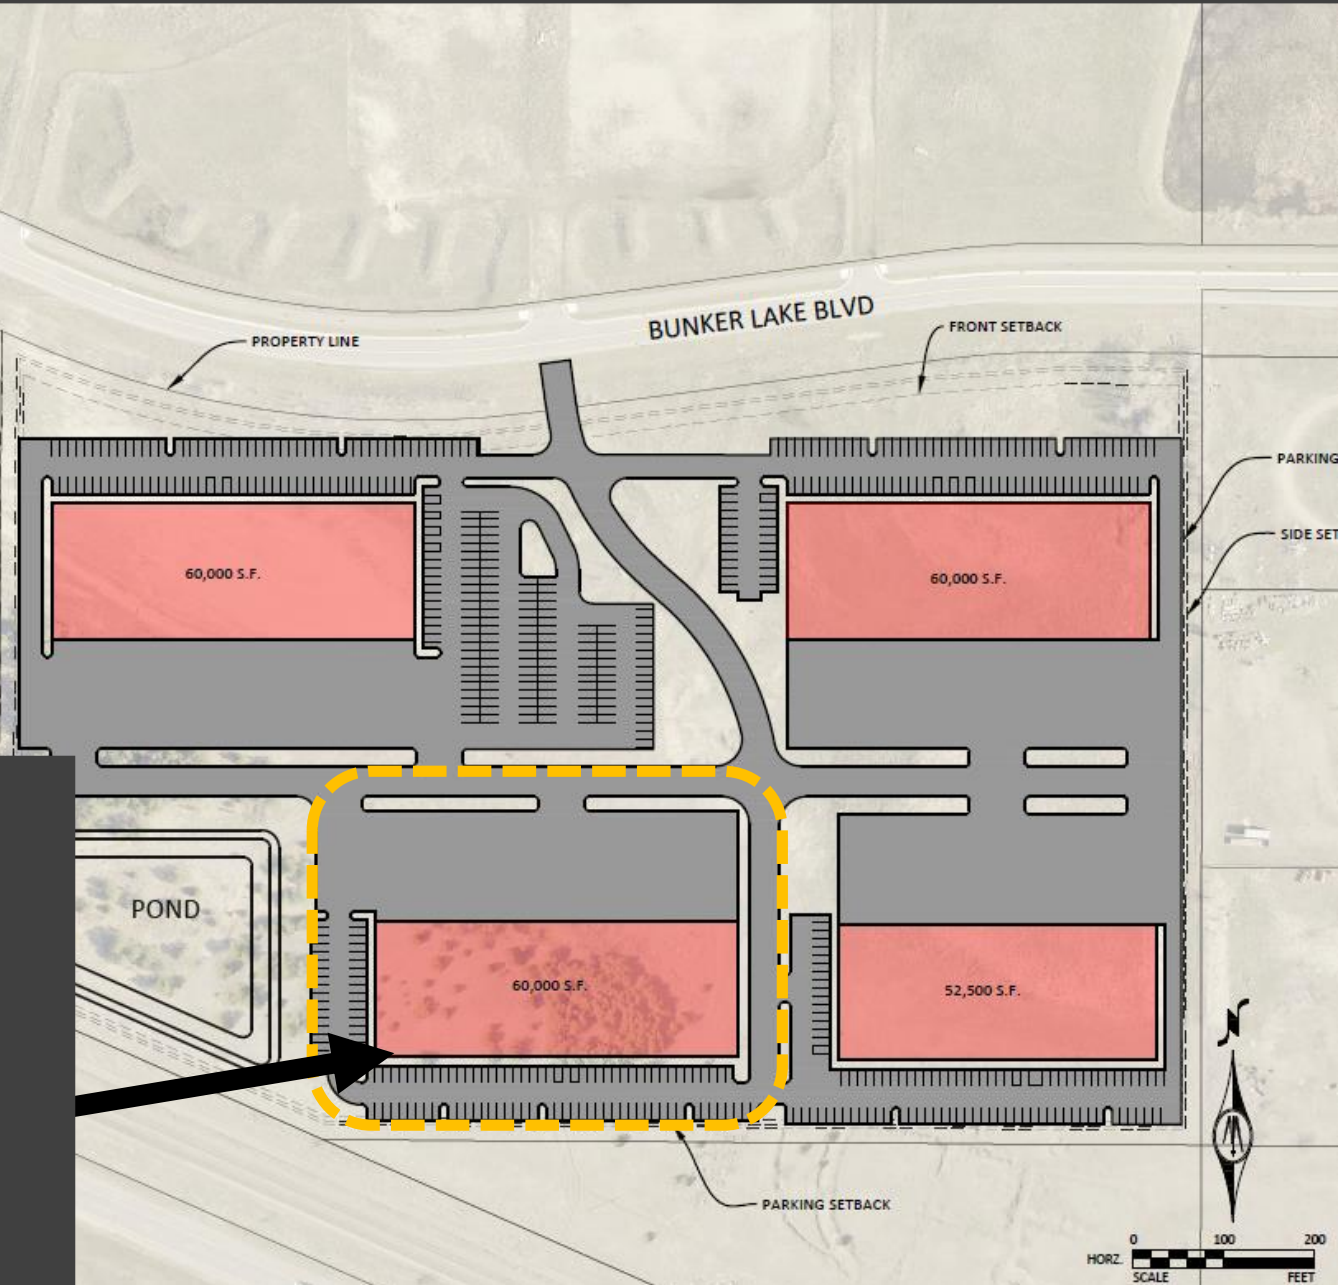 BUNKER LAKE BLVD
PROPERTY LINE
FRONT SETBACK
PARKING
SIDE SET
60,000 S.F.
60,000 S.F.
POND
60,000 S.F.
52,500 S.F.
N
PARKING SETBACK
0 100 200
HORZ.
SCALE FEET